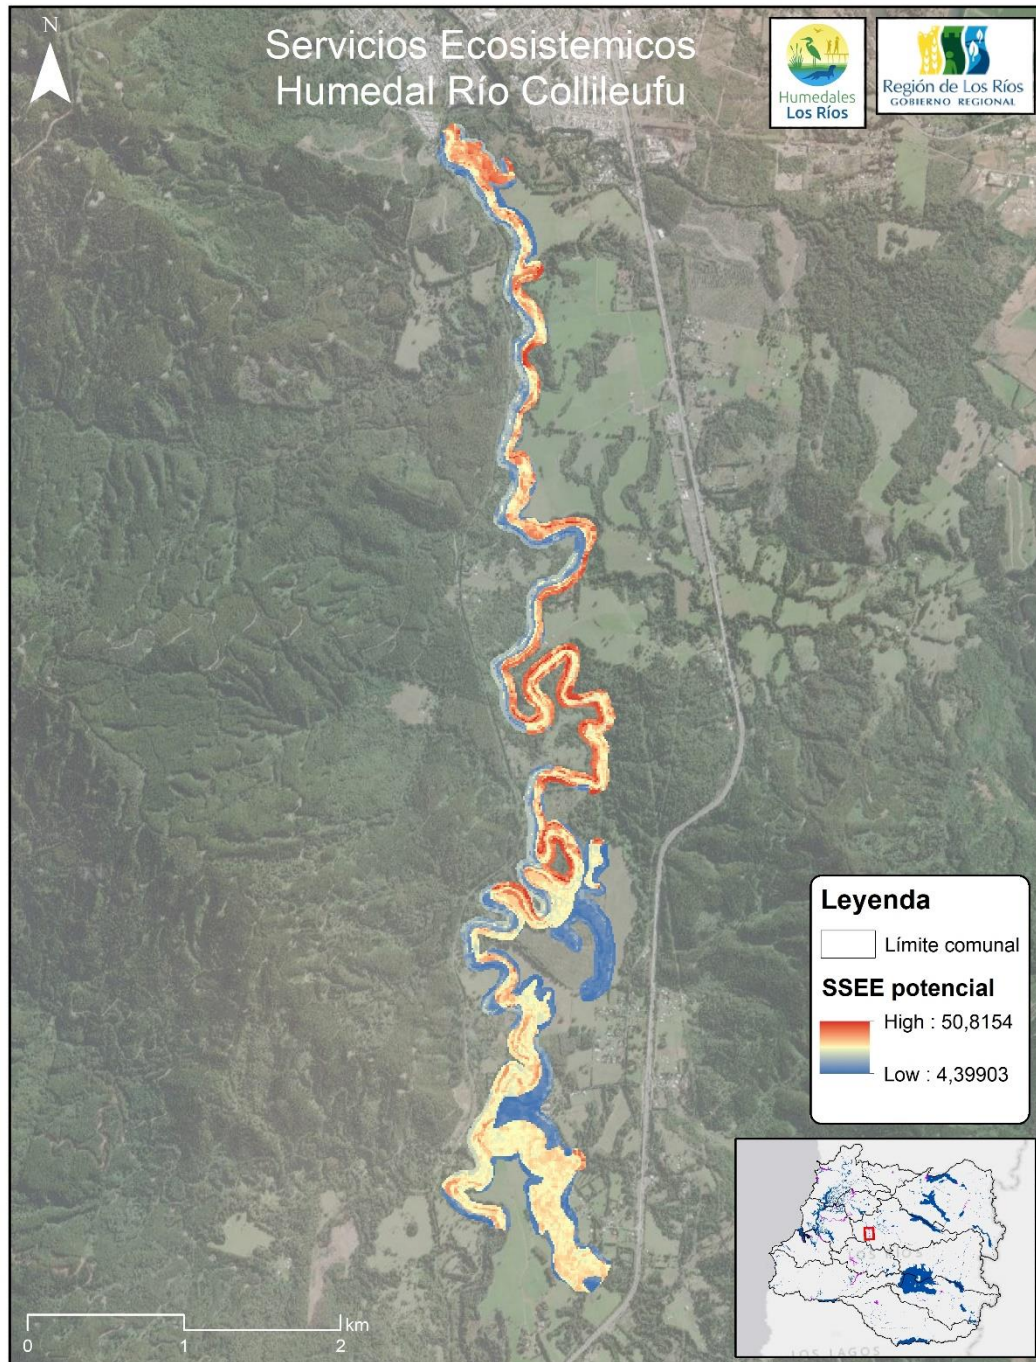 N
Servicios Ecosistemicos
Humedal Río Collileufu
Humedales
Los Ríos
Región de Los Ríos
GOBIERNO REGIONAL
Leyenda
Límite comunal
SSEE potencial
High : 50,8154
Low : 4,39903
km
0 1 2
LOS LAGOS